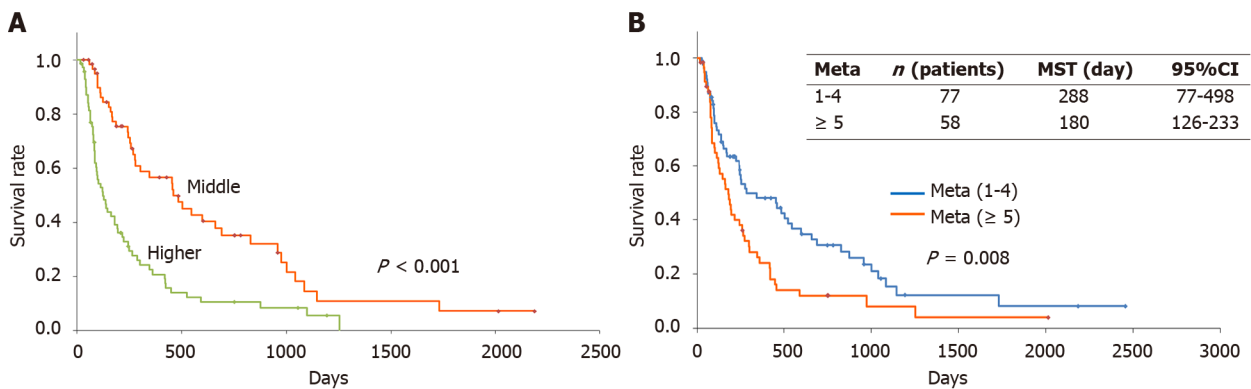 A
Survival rate
1.0
0.8
0.6
0.4
0.2
0.0
Middle
Higher
P < 0.001
0 500 1000 1500 2000 2500
Days
B
Survival rate
1.0
0.8
0.6
0.4
0.2
0.0
Meta n (patients) MST (day) 95%CI
1-4 77 288 77-498
≥ 5 58 180 126-233
Meta (1-4)
Meta (≥ 5)
P = 0.008
0 500 1000 1500 2000 2500 3000
Days